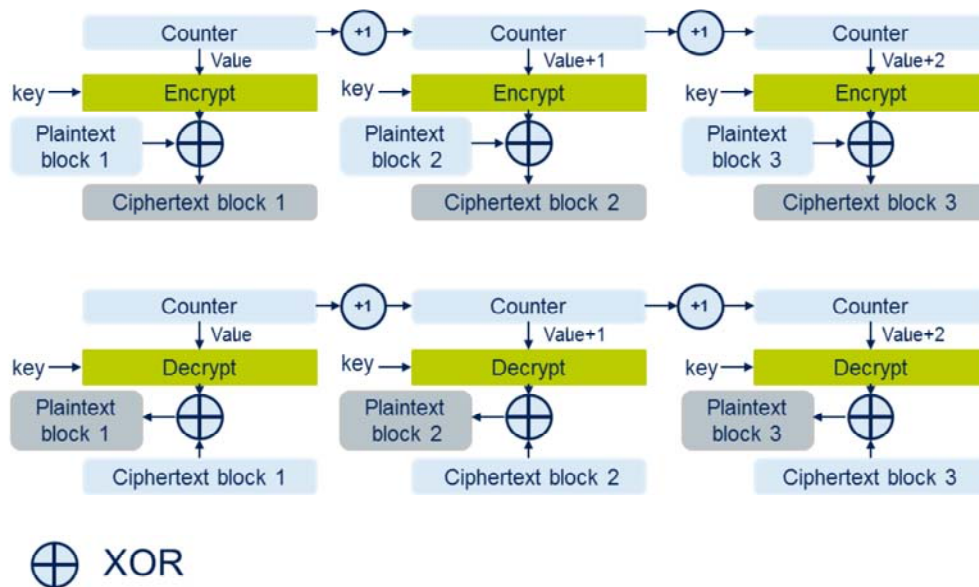 Counter +1 Counter +1 Counter
Value Value+1 Value+2
key Encrypt key Encrypt key Encrypt
Plaintext Plaintext Plaintext
block 1 block 2 block 3
Ciphertext block 1 Ciphertext block 2 Ciphertext block 3
Counter +1 Counter +1 Counter
Value Value+1 Value+2
key Decrypt key Decrypt key Decrypt
Plaintext Plaintext Plaintext
block 1 block 2 block 3
Ciphertext block 1 Ciphertext block 2 Ciphertext block 3
XOR